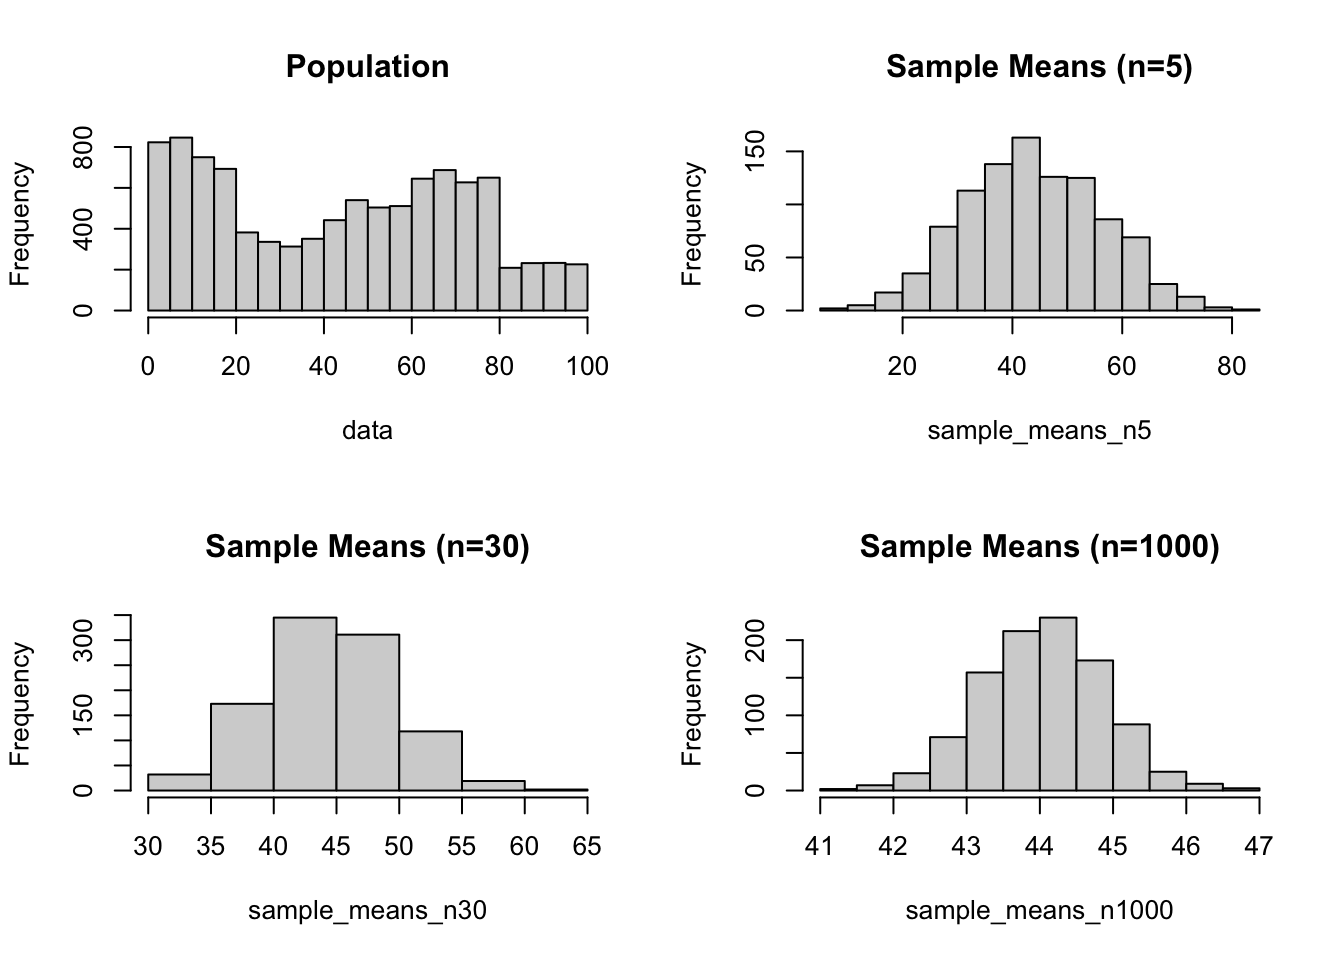 Population
Frequency
0 400 800
0 20 40 60 80 100
data
Sample Means (n=5)
Frequency
0 50 150
20 40 60 80
sample_means_n5
Sample Means (n=30)
Frequency
0 150 300
30 35 40 45 50 55 60 65
sample_means_n30
Sample Means (n=1000)
Frequency
0 100 200
41 42 43 44 45 46 47
sample_means_n1000